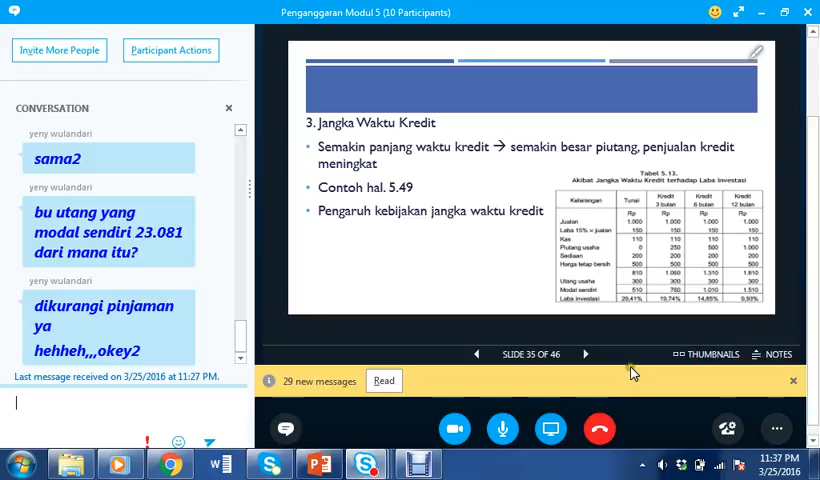 Penganggaran Modul 5 (10 Participants)
Invite More People
Participant Actions
CONVERSATION
yeny wulandari
sama2
yeny wulandari
bu utang yang
modal sendiri 23.081
dari mana itu?
yeny wulandari
dikurangi pinjaman
ya
hehheh,,,okey2
Last message received on 3/25/2016 at 11:27 PM.
3. Jangka Waktu Kredit
• Semakin panjang waktu kredit → semakin besar piutang, penjualan kredit
meningkat
• Contoh hal. 5.49
• Pengaruh kebijakan jangka waktu kredit
Tabel 5.13.
Akibat Jangka Waktu Kredit terhadap Laba Investasi
Keterangan Tunai Kredit 3 bulan Kredit 6 bulan Kredit 12 bulan
Rp Rp Rp Rp
Jualan 1.000 1.000 1.000 1.000
Laba 15% × jualan 150 150 150 150
Kas 110 110 110 110
Piutang usaha 0 250 500 1.000
Sediaan 200 200 200 200
Harga tetap bersih 500 500 500 500
810 1.060 1.310 1.810
Utang usaha 300 300 300 300
Modal sendiri 510 760 1.010 1.510
Laba investasi 29,41% 19,74% 14,85% 9,93%
SLIDE 35 OF 46
THUMBNAILS
NOTES
29 new messages
Read
11:37 PM
3/25/2016